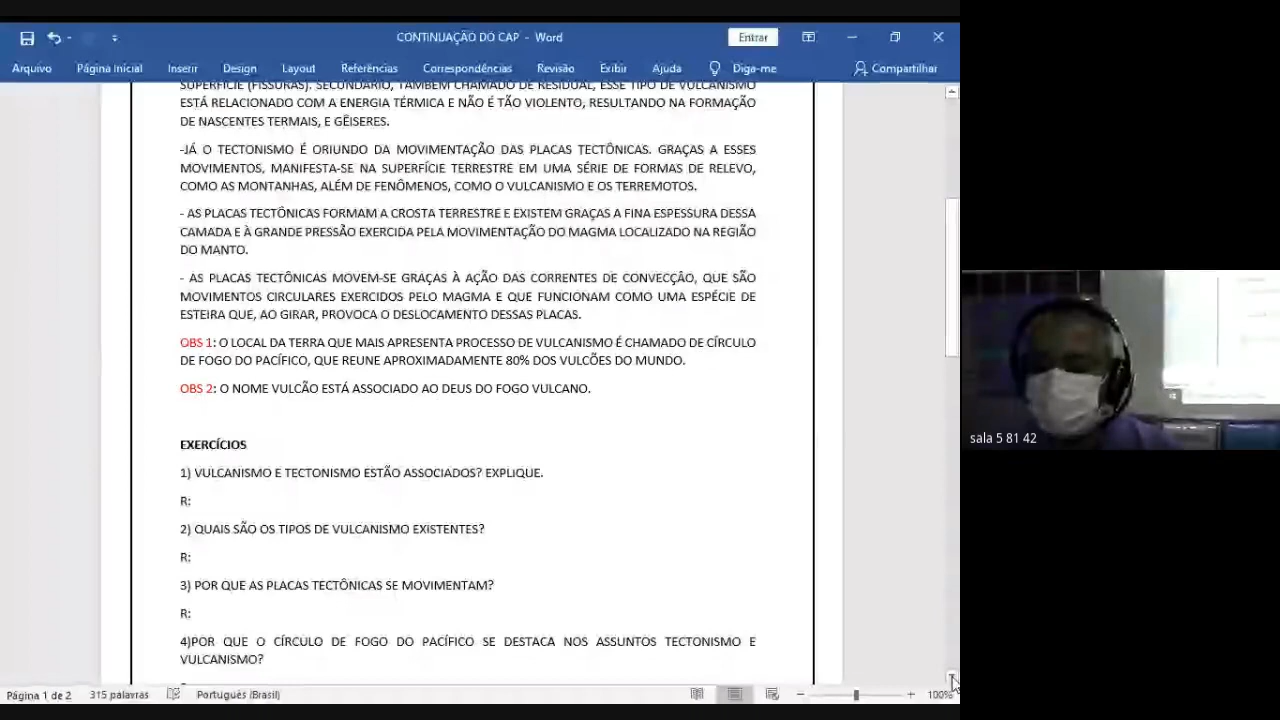 CONTINUAÇÃO DO CAP - Word
Entrar
Arquivo Página Inicial Inserir Design Layout Referências Correspondências Revisão Exibir Ajuda Diga-me Compartilhar
SUPERFÍCIE (FISSURAS). SECUNDÁRIO, TAMBÉM CHAMADO DE RESIDUAL, ESSE TIPO DE VULCANISMO
ESTÁ RELACIONADO COM A ENERGIA TÉRMICA E NÃO É TÃO VIOLENTO, RESULTANDO NA FORMAÇÃO
DE NASCENTES TERMAIS, E GÊISERES.
-JÁ O TECTONISMO É ORIUNDO DA MOVIMENTAÇÃO DAS PLACAS TECTÔNICAS. GRAÇAS A ESSES
MOVIMENTOS, MANIFESTA-SE NA SUPERFÍCIE TERRESTRE EM UMA SÉRIE DE FORMAS DE RELEVO,
COMO AS MONTANHAS, ALÉM DE FENÔMENOS, COMO O VULCANISMO E OS TERREMOTOS.
- AS PLACAS TECTÔNICAS FORMAM A CROSTA TERRESTRE E EXISTEM GRAÇAS A FINA ESPESSURA DESSA
CAMADA E À GRANDE PRESSÃO EXERCIDA PELA MOVIMENTAÇÃO DO MAGMA LOCALIZADO NA REGIÃO
DO MANTO.
- AS PLACAS TECTÔNICAS MOVEM-SE GRAÇAS À AÇÃO DAS CORRENTES DE CONVECÇÃO, QUE SÃO
MOVIMENTOS CIRCULARES EXERCIDOS PELO MAGMA E QUE FUNCIONAM COMO UMA ESPÉCIE DE
ESTEIRA QUE, AO GIRAR, PROVOCA O DESLOCAMENTO DESSAS PLACAS.
OBS 1: O LOCAL DA TERRA QUE MAIS APRESENTA PROCESSO DE VULCANISMO É CHAMADO DE CÍRCULO
DE FOGO DO PACÍFICO, QUE REUNE APROXIMADAMENTE 80% DOS VULCÕES DO MUNDO.
OBS 2: O NOME VULCÃO ESTÁ ASSOCIADO AO DEUS DO FOGO VULCANO.
EXERCÍCIOS
1) VULCANISMO E TECTONISMO ESTÃO ASSOCIADOS? EXPLIQUE.
R:
2) QUAIS SÃO OS TIPOS DE VULCANISMO EXISTENTES?
R:
3) POR QUE AS PLACAS TECTÔNICAS SE MOVIMENTAM?
R:
4)POR QUE O CÍRCULO DE FOGO DO PACÍFICO SE DESTACA NOS ASSUNTOS TECTONISMO E
VULCANISMO?
Página 1 de 2 315 palavras Português (Brasil) 100%
sala 5 81 42